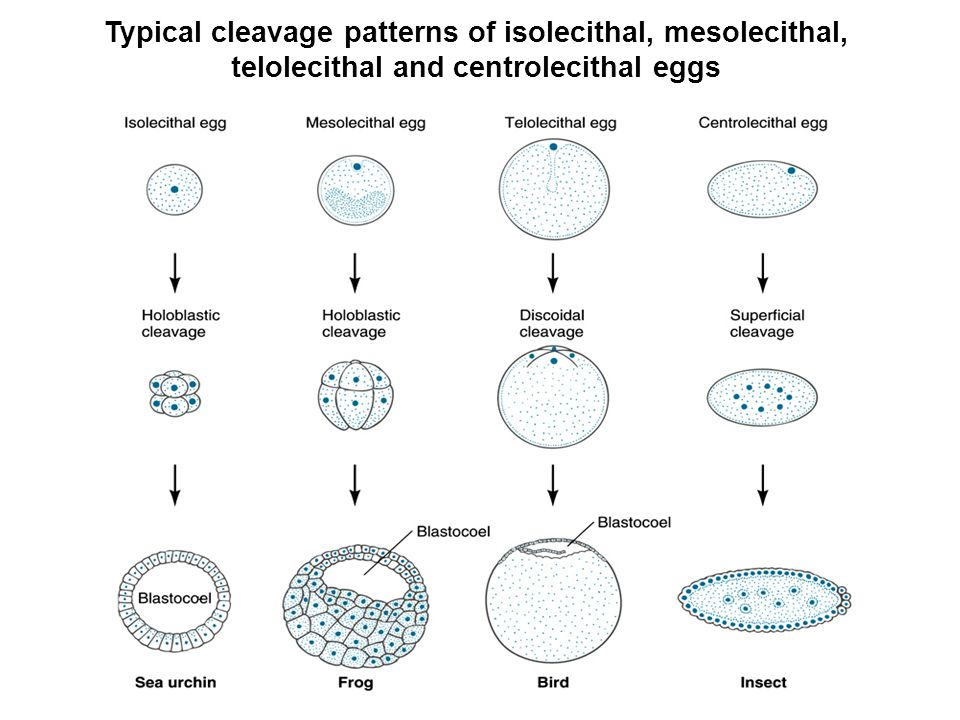 Typical cleavage patterns of isolecithal, mesolecithal,
telolecithal and centrolecithal eggs
Isolecithal egg
Mesolecithal egg
Telolecithal egg
Centrolecithal egg
Holoblastic
cleavage
Holoblastic
cleavage
Discoidal
cleavage
Superficial
cleavage
Blastocoel
Blastocoel
Blastocoel
Sea urchin
Frog
Bird
Insect